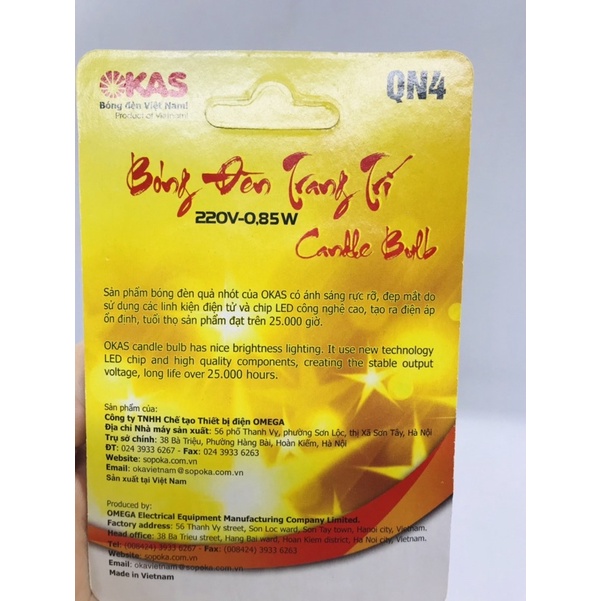 OKAS
Bóng đèn Việt Nam!
Product of Vietnam!
QN4
Bóng Đèn Trang Trí
220V-0,85W
Candle Bulb
Sản phẩm bóng đèn quả nhót của OKAS có ánh sáng rực rỡ, đẹp mắt do
sử dụng các linh kiện điện tử và chip LED công nghệ cao, tạo ra điện áp
ổn định, tuổi thọ sản phẩm đạt trên 25.000 giờ.
OKAS candle bulb has nice brightness lighting. It use new technology
LED chip and high quality components, creating the stable output
voltage, long life over 25.000 hours.
Sản phẩm của:
Công ty TNHH Chế tạo Thiết bị điện OMEGA
Địa chỉ Nhà máy sản xuất: 56 phố Thanh Vỵ, phường Sơn Lộc, thị Xã Sơn Tây, Hà Nội
Trụ sở chính: 38 Bà Triệu, Phường Hàng Bài, Hoàn Kiếm, Hà Nội
ĐT: 024 3933 6267 - Fax: 024 3933 6263
Website: sopoka.com.vn
Email: okavietnam@sopoka.com.vn
Sản xuất tại Việt Nam
Produced by:
OMEGA Electrical Equipment Manufacturing Company Limited.
Factory address: 56 Thanh Vy street, Son Loc ward, Son Tay town, Hanoi city, Vietnam.
Head office: 38 Ba Trieu street, Hang Bai ward, Hoan Kiem district, Ha Noi city, Vietnam.
Tel: (008424) 3933 6267 - Fax: (008424) 3933 6263
Website: sopoka.com.vn
Email: okavietnam@sopoka.com.vn
Made in Vietnam